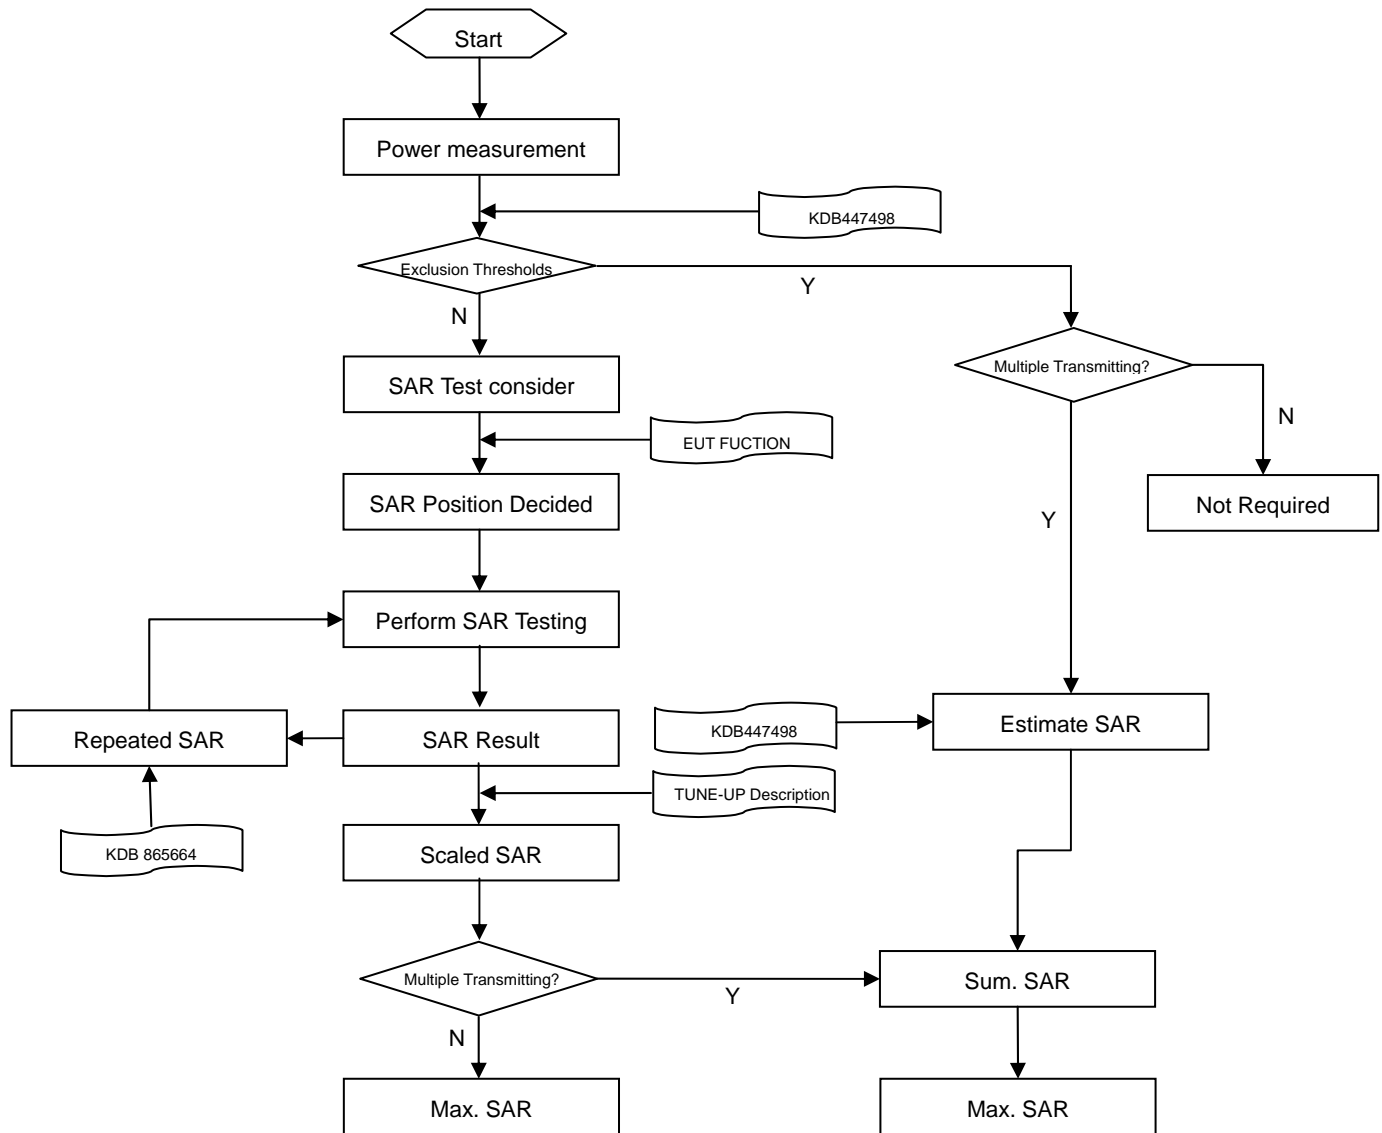 Start
Power measurement
KDB447498
Exclusion Thresholds
Y
N
Multiple Transmitting?
SAR Test consider
N
EUT FUCTION
SAR Position Decided
Not Required
Y
Perform SAR Testing
Repeated SAR
SAR Result
KDB447498
Estimate SAR
TUNE-UP Description
KDB 865664
Scaled SAR
Multiple Transmitting?
Y
Sum. SAR
N
Max. SAR
Max. SAR